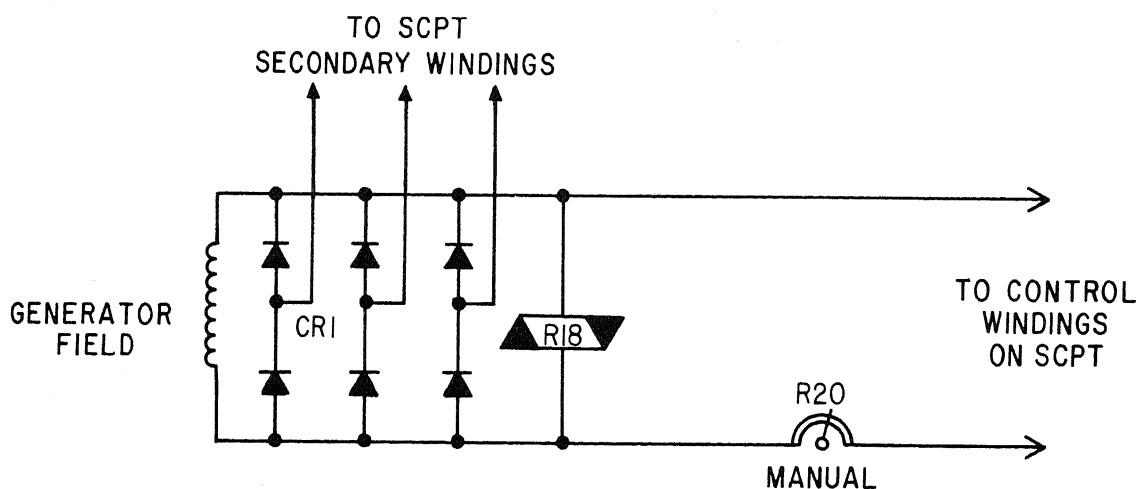 TO SCPT
SECONDARY WINDINGS
GENERATOR
FIELD
CR1
R18
TO CONTROL
WINDINGS
ON SCPT
R20
MANUAL